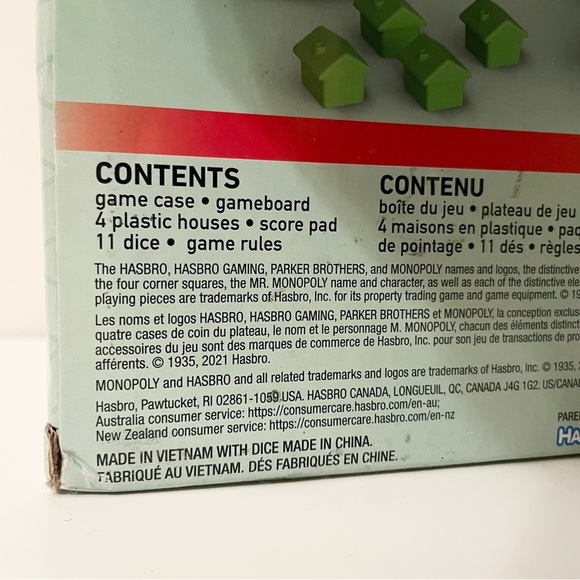 CONTENTS
game case • gameboard
4 plastic houses • score pad
11 dice • game rules
CONTENU
boîte du jeu • plateau de jeu
4 maisons en plastique •
de pointage • 11 dés • règles
The HASBRO, HASBRO GAMING, PARKER BROTHERS, and MONOPOLY names and logos, the distinctive
the four corner squares, the MR. MONOPOLY name and character, as well as each of the distinctive
playing pieces are trademarks of Hasbro, Inc. for its property trading game and game equipment. ©
Les noms et logos HASBRO, HASBRO GAMING, PARKER BROTHERS et MONOPOLY, la conception
quatre cases de coin du plateau, le nom et le personnage M. MONOPOLY, chacun des éléments
accessoires du jeu sont des marques de commerce de Hasbro, Inc. pour son jeu de transactions de
afférents. © 1935, 2021 Hasbro.
MONOPOLY and HASBRO and all related trademarks and logos are trademarks of Hasbro, Inc. © 1935,
Hasbro, Pawtucket, RI 02861-1059 USA. HASBRO CANADA, LONGUEUIL, QC, CANADA J4G 1G2.
Australia consumer service: https://consumercare.hasbro.com/en-au;
New Zealand consumer service: https://consumercare.hasbro.com/en-nz
MADE IN VIETNAM WITH DICE MADE IN CHINA.
FABRIQUÉ AU VIETNAM. DÉS FABRIQUÉS EN CHINE.